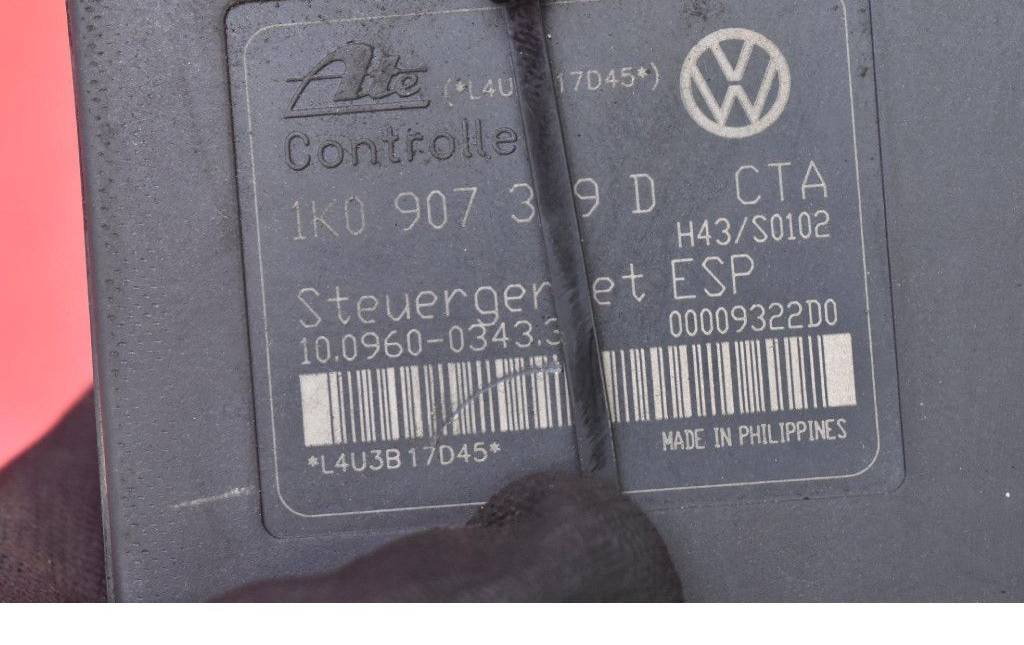 Ate (*L4U 17D45*)
Controlle
1K0 907 3 9 D CTA
H43/S0102
Steuerger et ESP
10.0960-0343.3 00009322D0
*L4U3B17D45* MADE IN PHILIPPINES